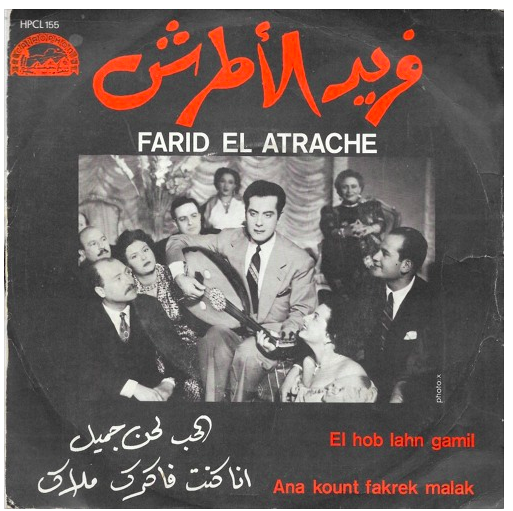 HPCL 155
فريد الأطرش
FARID EL ATRACHE
photo x
الحب لحن جميل
El hob lahn gamil
انا كنت فاكرك ملاك
Ana kount fakrek malak